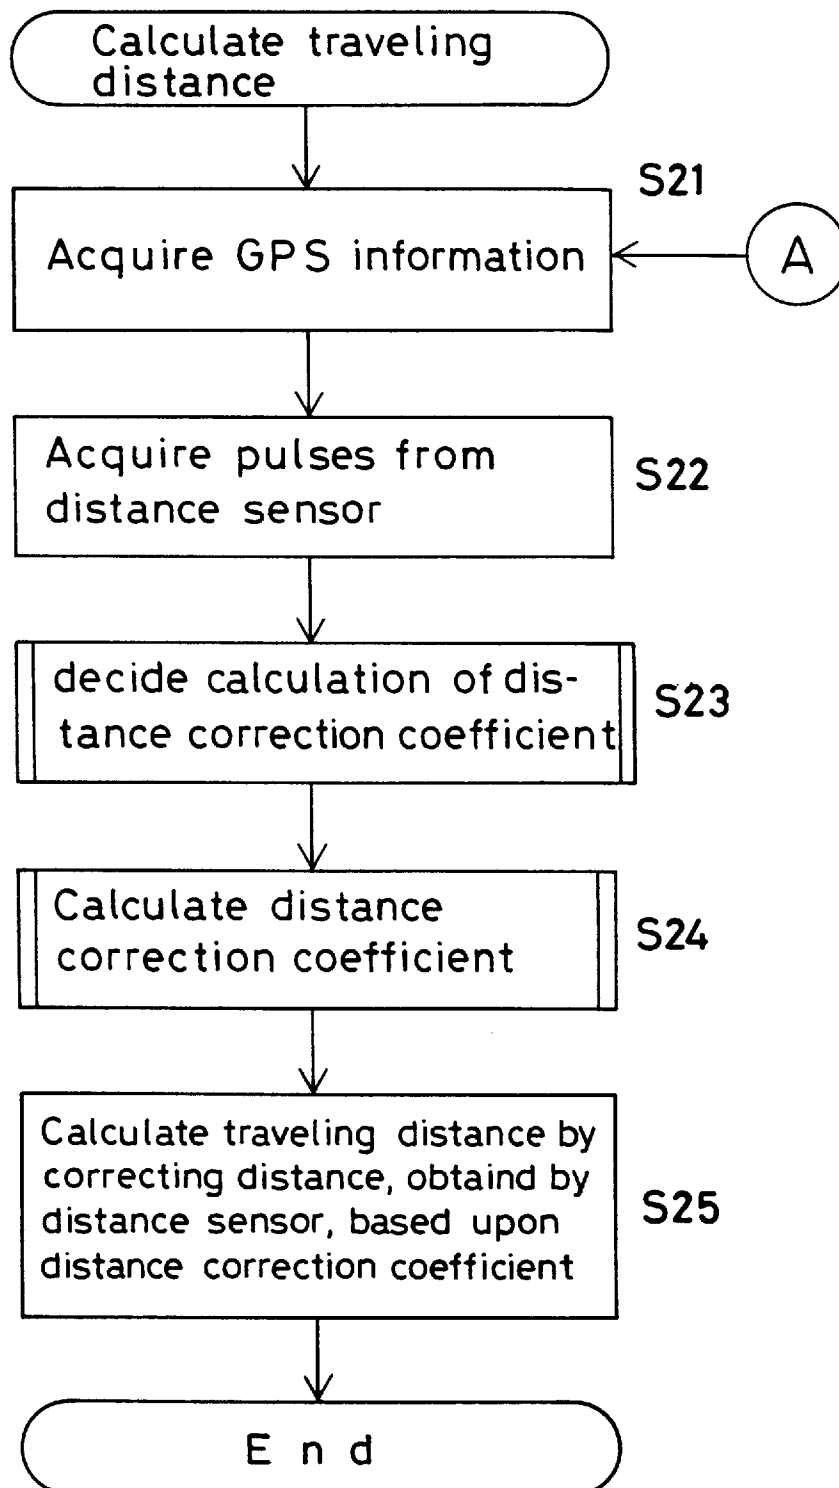 Calculate traveling
distance
S21
Acquire GPS information
A
Acquire pulses from
distance sensor
S22
decide calculation of dis-
tance correction coefficient
S23
Calculate distance
correction coefficient
S24
Calculate traveling distance by
correcting distance, obtaind by
distance sensor, based upon
distance correction coefficient
S25
End